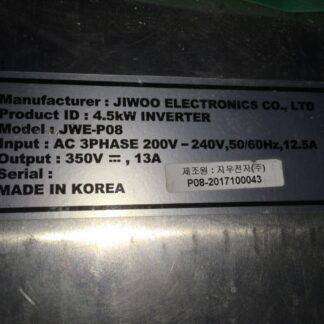 Manufacturer : JIWOO ELECTRONICS CO., LTD
Product ID : 4.5kW INVERTER
Model : JWE-P08
Input : AC 3PHASE 200V - 240V,50/60Hz,12.5A
Output : 350V ⎓ , 13A
Serial :
제조원 : 지우전자(주)
P08-2017100043
MADE IN KOREA